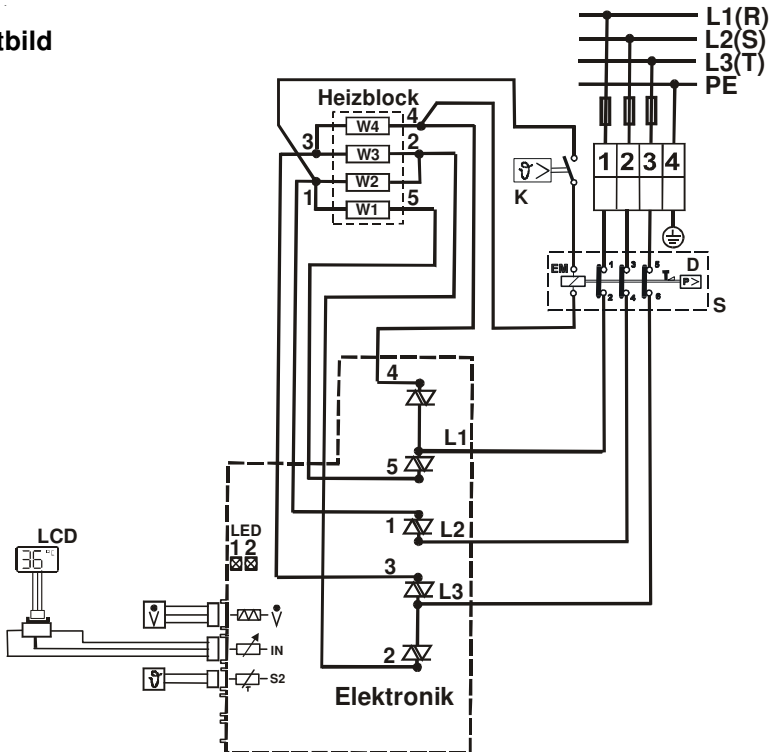 tbild
L1(R)
L2(S)
L3(T)
PE
Heizblock
4
W4
3
2
W3
W2
1
5
W1
ϑ>
K
1 2 3 4
EM
1 3 5
T
D
P>
2 4 6
S
4
L1
5
1
L2
3
L3
2
Elektronik
LED
1 2
LCD
36 °C
V̇
V̇
IN
ϑ
T
S2